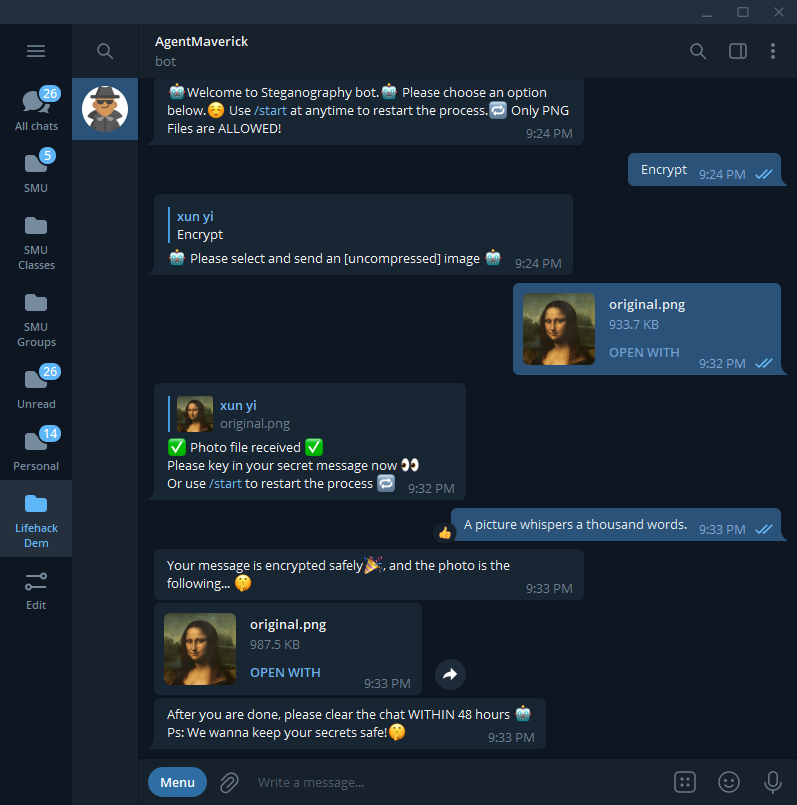 AgentMaverick
bot
26
All chats
5
SMU
SMU
Classes
SMU
Groups
26
Unread
14
Personal
Lifehack
Dem
Edit
🤖Welcome to Steganography bot.🤖 Please choose an option
below.☺️ Use /start at anytime to restart the process.🔁 Only PNG
Files are ALLOWED!
9:24 PM
Encrypt
9:24 PM
xun yi
Encrypt
🤖 Please select and send an [uncompressed] image 🤖
9:24 PM
original.png
933.7 KB
OPEN WITH
9:32 PM
xun yi
original.png
✅ Photo file received ✅
Please key in your secret message now 👀
Or use /start to restart the process 🔁
9:32 PM
A picture whispers a thousand words.
9:33 PM
👍
Your message is encrypted safely🎉, and the photo is the
following... 🤫
9:33 PM
original.png
987.5 KB
OPEN WITH
9:33 PM
After you are done, please clear the chat WITHIN 48 hours 🤖
Ps: We wanna keep your secrets safe!🤫
9:33 PM
Menu
Write a message...